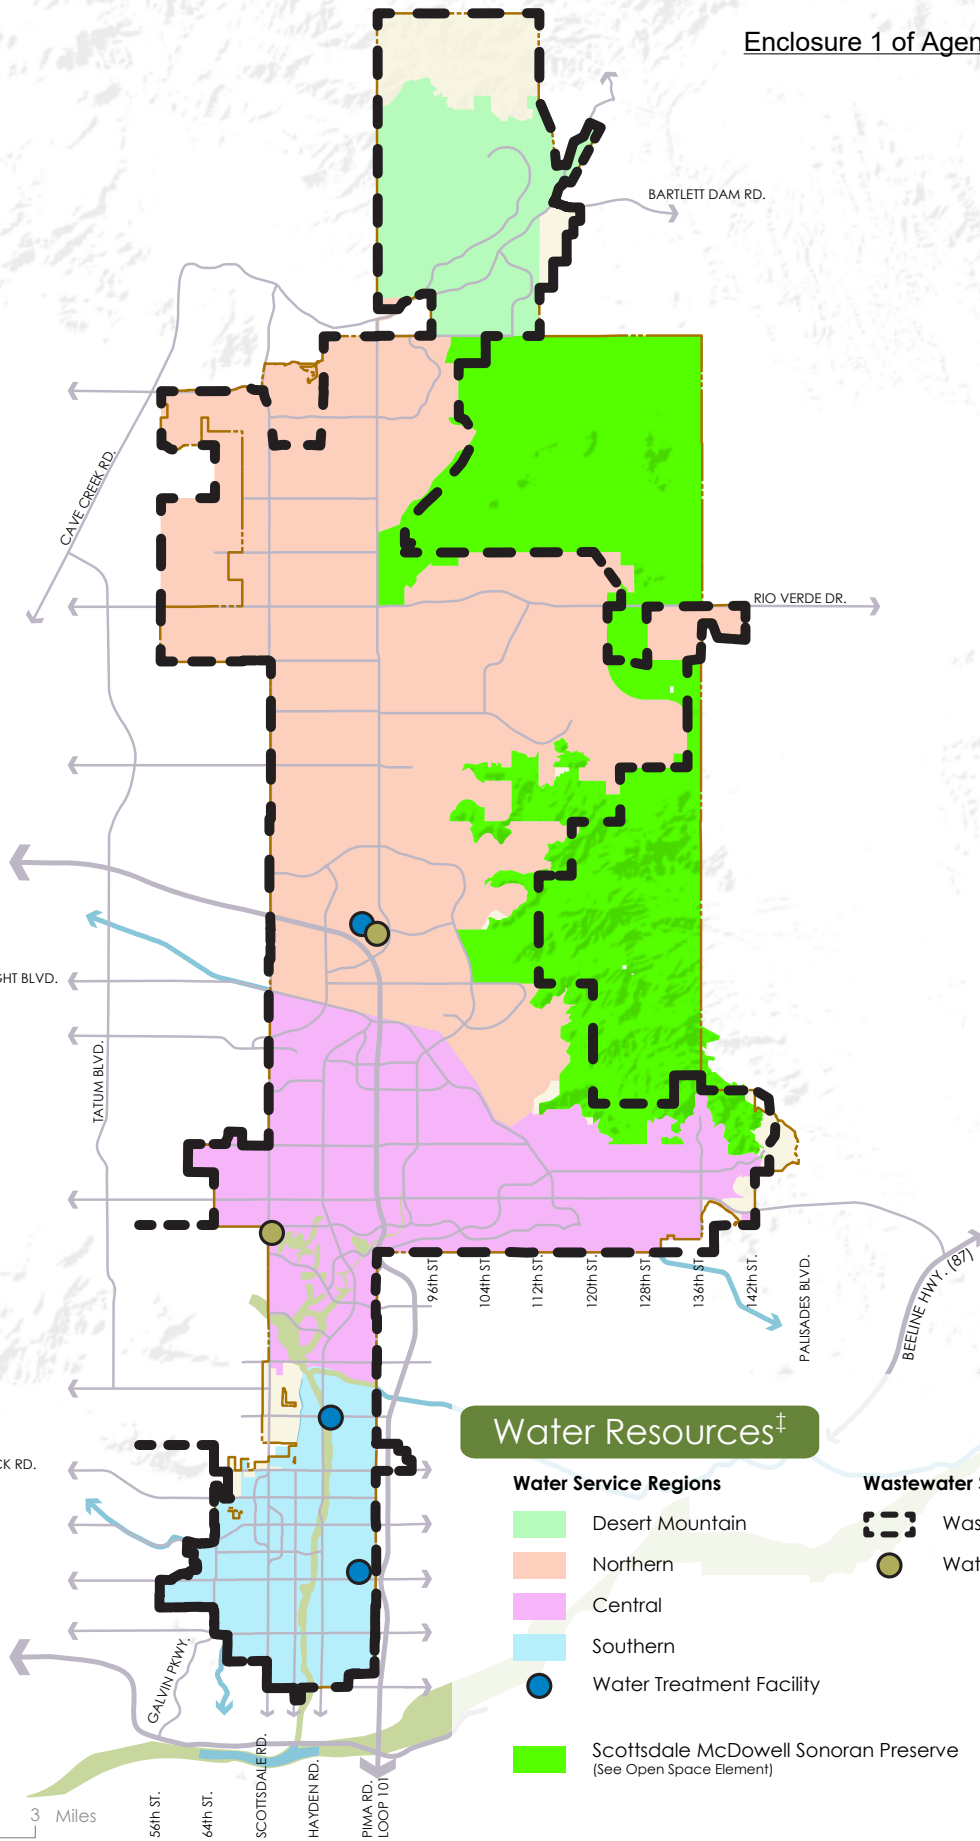 Enclosure 1 of Agen
BARTLETT DAM RD.
CAVE CREEK RD.
RIO VERDE DR.
GHT BLVD.
TATUM BLVD.
96th ST.
104th ST.
112th ST.
120th ST.
128th ST.
136th ST.
142th ST.
PALISADES BLVD.
BEELINE HWY. (87)
CK RD.
GALVIN PKWY.
56th ST.
64th ST.
SCOTTSDALE RD.
HAYDEN RD.
PIMA RD.
LOOP 101
3 Miles
Water Resources‡
Water Service Regions
Desert Mountain
Northern
Central
Southern
Water Treatment Facility
Scottsdale McDowell Sonoran Preserve
(See Open Space Element)
Wastewater S
Was
Wat